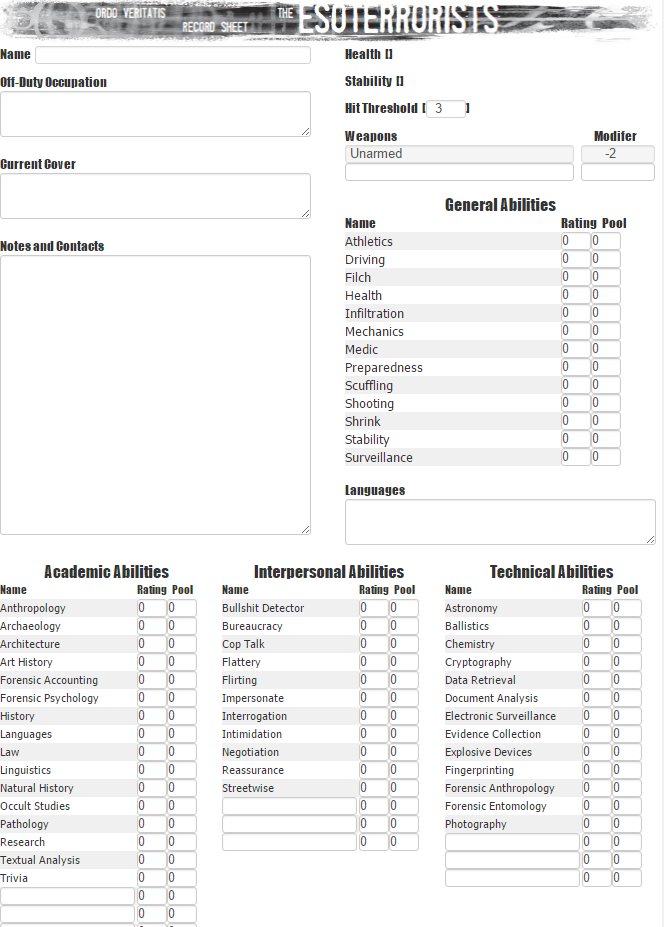 ORDO VERITATIS
RECORD SHEET
THE ESOTERRORISTS
Name
Off-Duty Occupation
Current Cover
Notes and Contacts
Health []
Stability []
Hit Threshold [ 3 ]
Weapons Modifer
Unarmed -2
General Abilities
Name Rating Pool
Athletics 0 0
Driving 0 0
Filch 0 0
Health 0 0
Infiltration 0 0
Mechanics 0 0
Medic 0 0
Preparedness 0 0
Scuffling 0 0
Shooting 0 0
Shrink 0 0
Stability 0 0
Surveillance 0 0
Languages
Academic Abilities
Name Rating Pool
Anthropology 0 0
Archaeology 0 0
Architecture 0 0
Art History 0 0
Forensic Accounting 0 0
Forensic Psychology 0 0
History 0 0
Languages 0 0
Law 0 0
Linguistics 0 0
Natural History 0 0
Occult Studies 0 0
Pathology 0 0
Research 0 0
Textual Analysis 0 0
Trivia 0 0
0 0
0 0
Interpersonal Abilities
Name Rating Pool
Bullshit Detector 0 0
Bureaucracy 0 0
Cop Talk 0 0
Flattery 0 0
Flirting 0 0
Impersonate 0 0
Interrogation 0 0
Intimidation 0 0
Negotiation 0 0
Reassurance 0 0
Streetwise 0 0
0 0
0 0
0 0
Technical Abilities
Name Rating Pool
Astronomy 0 0
Ballistics 0 0
Chemistry 0 0
Cryptography 0 0
Data Retrieval 0 0
Document Analysis 0 0
Electronic Surveillance 0 0
Evidence Collection 0 0
Explosive Devices 0 0
Fingerprinting 0 0
Forensic Anthropology 0 0
Forensic Entomology 0 0
Photography 0 0
0 0
0 0
0 0